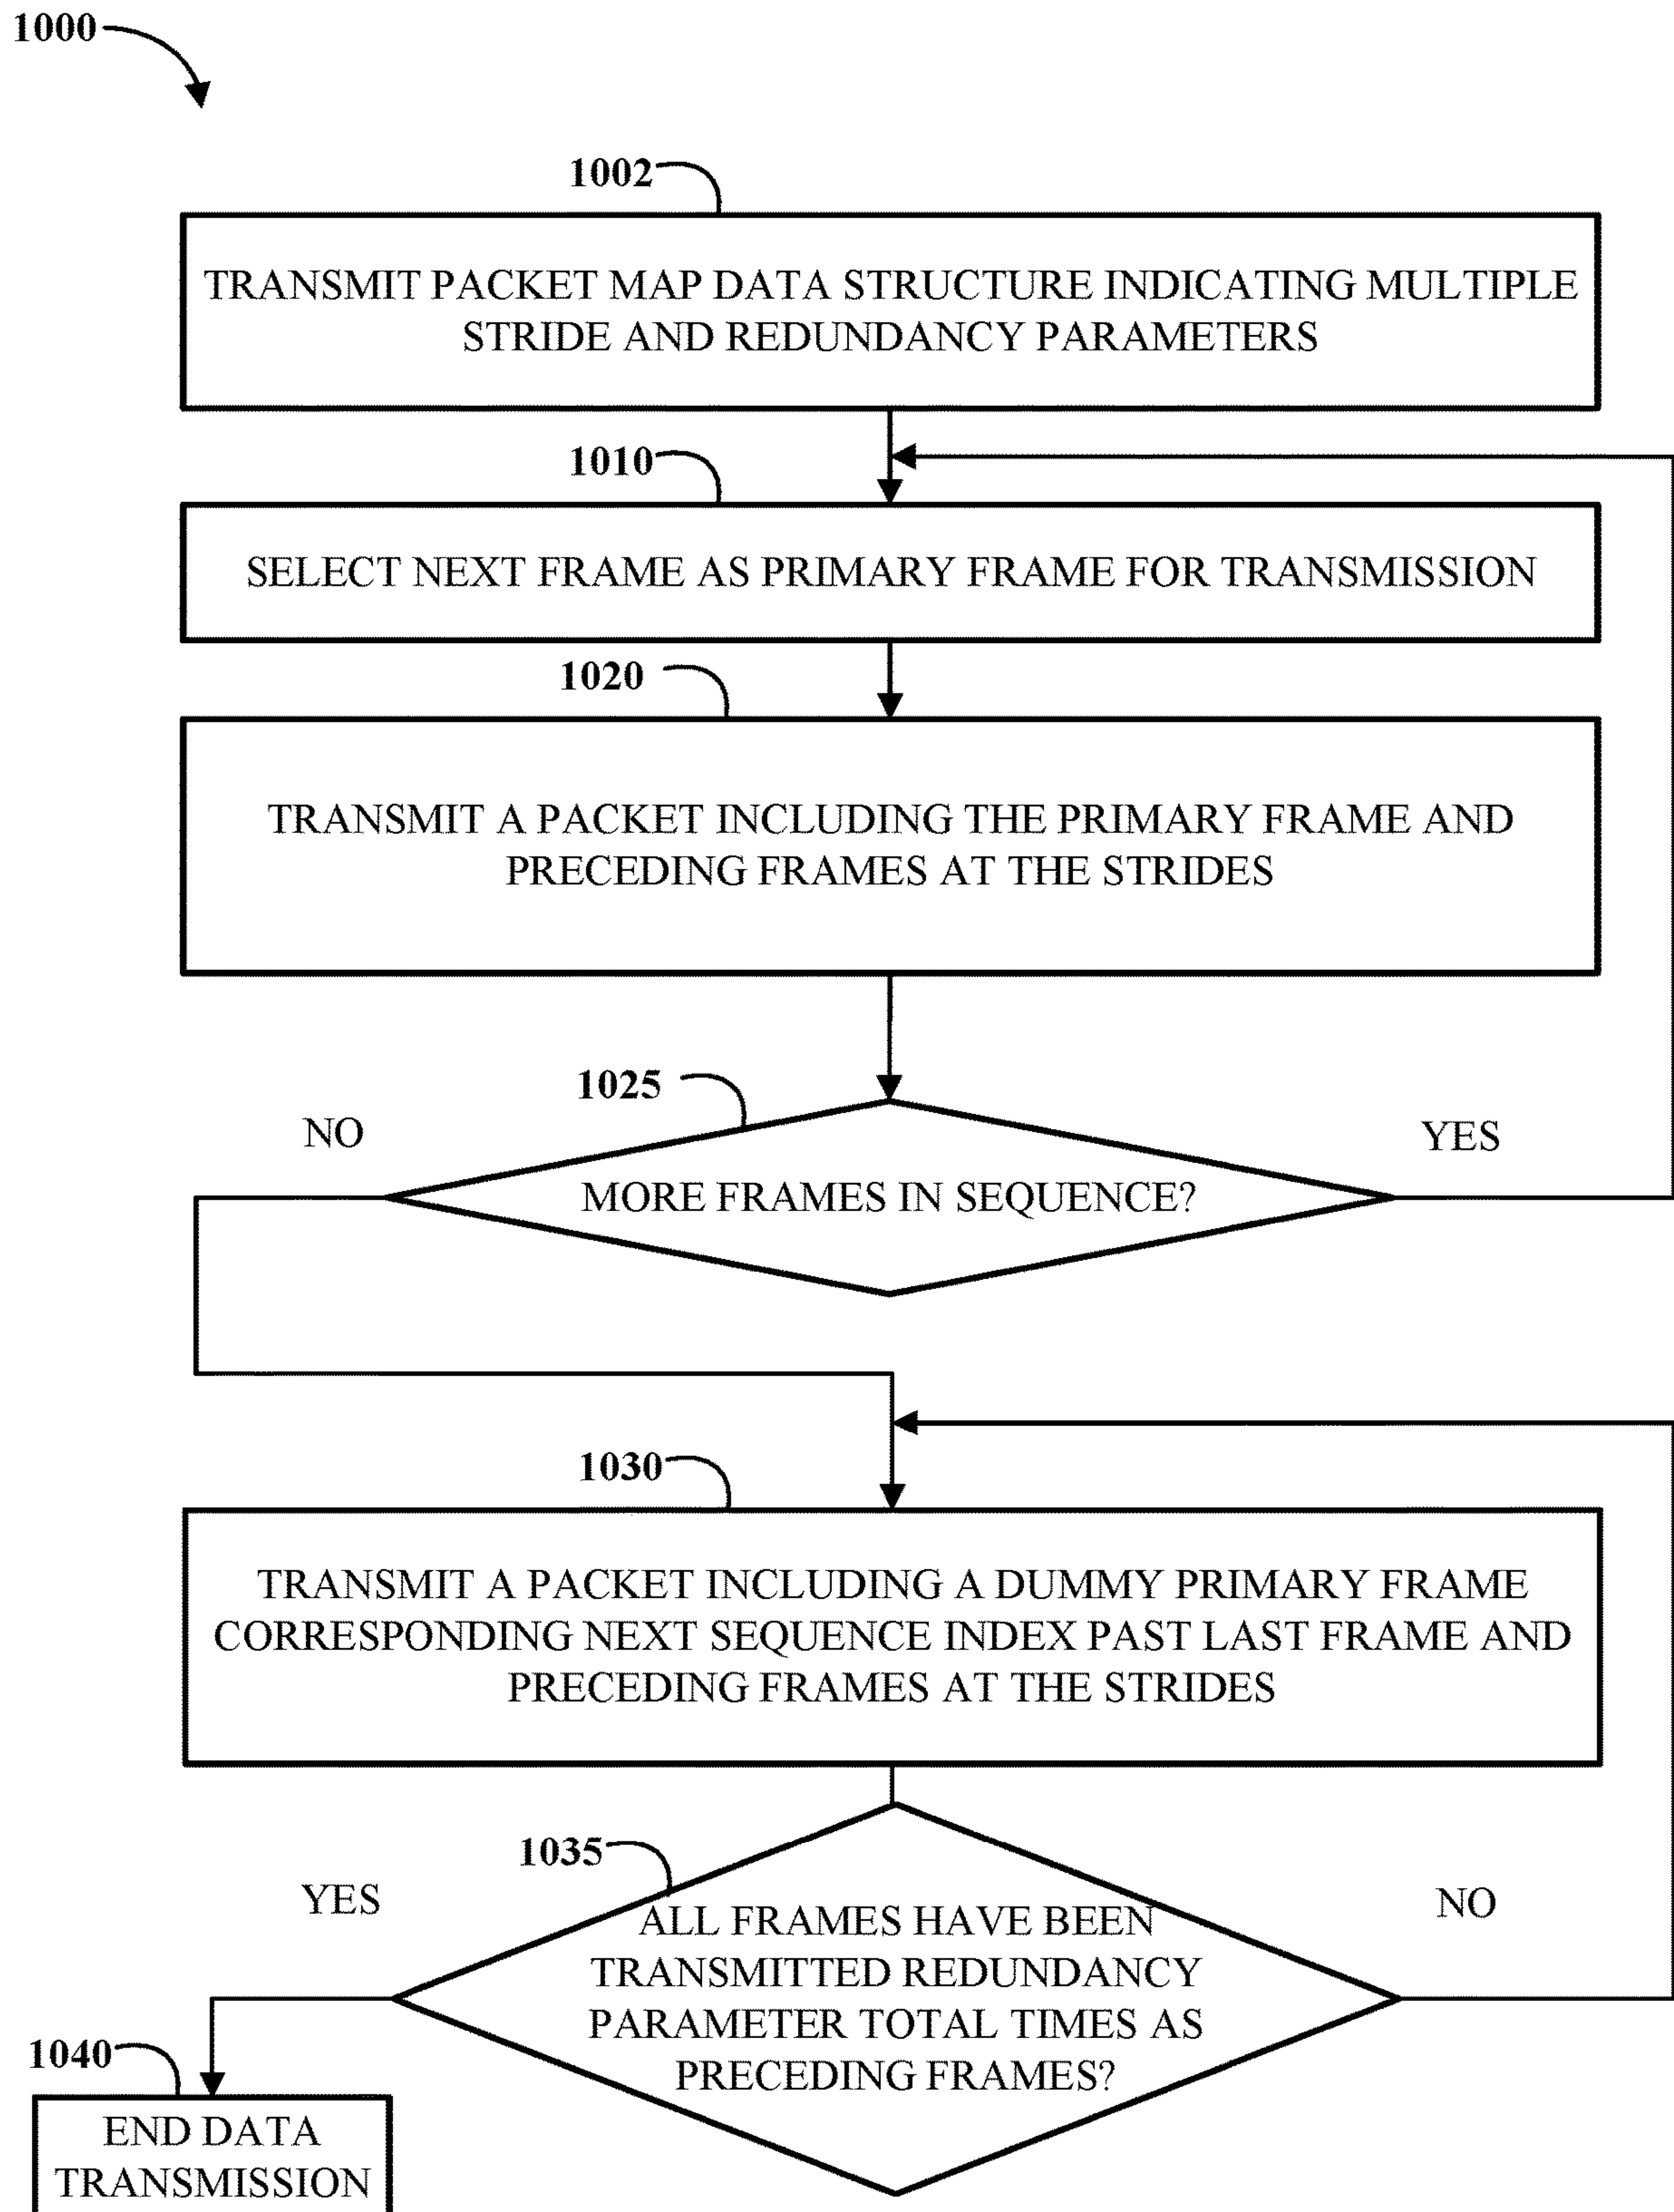 1000
1002
TRANSMIT PACKET MAP DATA STRUCTURE INDICATING MULTIPLE
STRIDE AND REDUNDANCY PARAMETERS
1010
SELECT NEXT FRAME AS PRIMARY FRAME FOR TRANSMISSION
1020
TRANSMIT A PACKET INCLUDING THE PRIMARY FRAME AND
PRECEDING FRAMES AT THE STRIDES
1025
NO
YES
MORE FRAMES IN SEQUENCE?
1030
TRANSMIT A PACKET INCLUDING A DUMMY PRIMARY FRAME
CORRESPONDING NEXT SEQUENCE INDEX PAST LAST FRAME AND
PRECEDING FRAMES AT THE STRIDES
1035
YES
NO
ALL FRAMES HAVE BEEN
TRANSMITTED REDUNDANCY
PARAMETER TOTAL TIMES AS
PRECEDING FRAMES?
1040
END DATA
TRANSMISSION